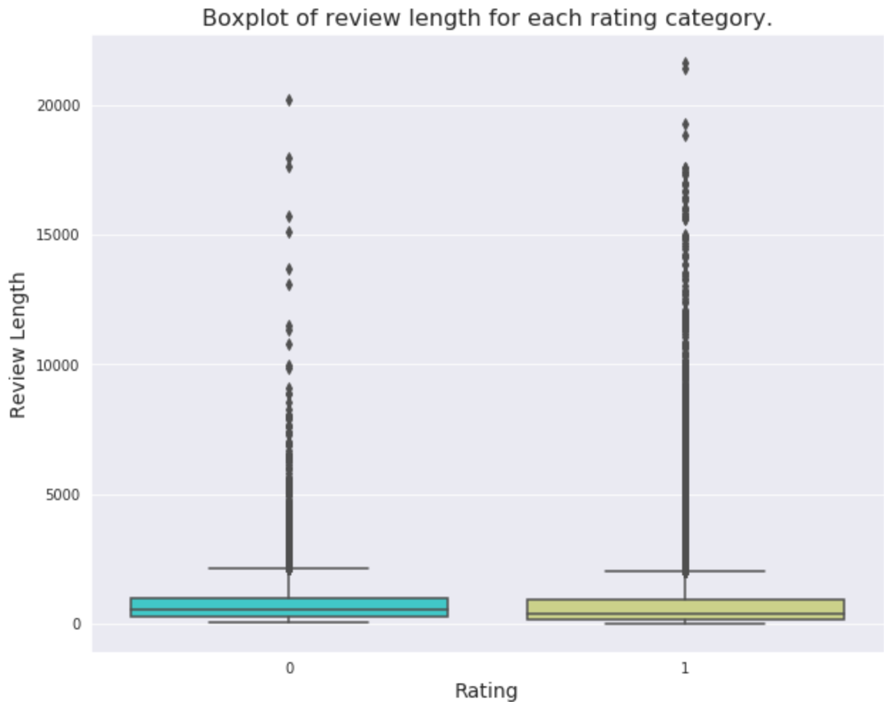 Boxplot of review length for each rating category.
Review Length
20000
15000
10000
5000
0
0 1
Rating